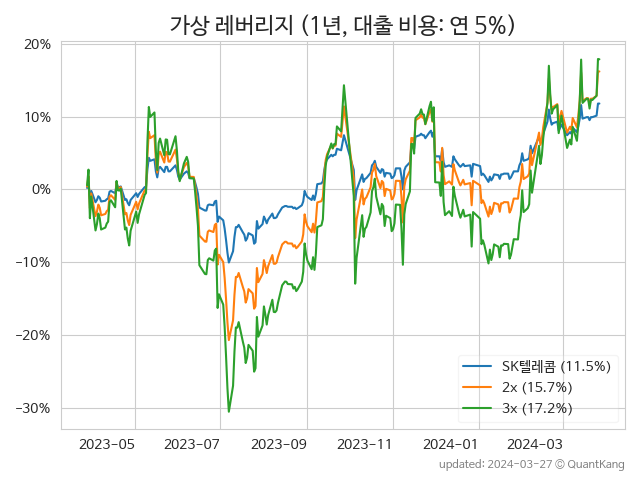 가상 레버리지 (1년, 대출 비용: 연 5%)
20%
10%
0%
−10%
−20%
−30%
SK텔레콤 (11.5%)
2x (15.7%)
3x (17.2%)
2023-05 2023-07 2023-09 2023-11 2024-01 2024-03
updated: 2024-03-27 © QuantKang